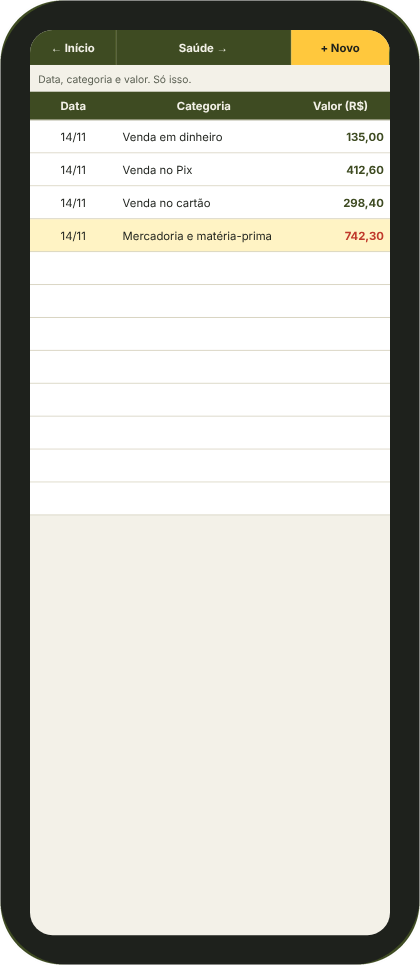 ← Início Saúde → + Novo
Data, categoria e valor. Só isso.
Data Categoria Valor (R$)
14/11 Venda em dinheiro 135,00
14/11 Venda no Pix 412,60
14/11 Venda no cartão 298,40
14/11 Mercadoria e matéria-prima 742,30